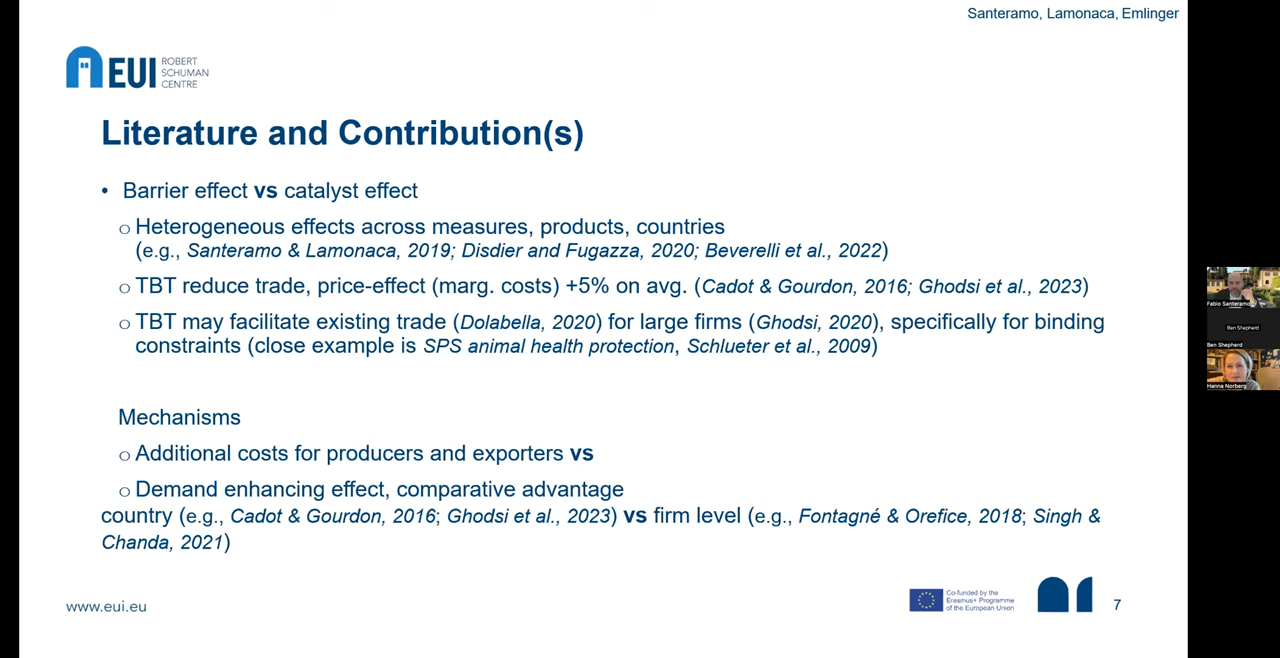 Santeramo, Lamonaca, Emlinger
EUI
ROBERT
SCHUMAN
CENTRE
Literature and Contribution(s)
• Barrier effect vs catalyst effect
o Heterogeneous effects across measures, products, countries
(e.g., Santeramo & Lamonaca, 2019; Disdier and Fugazza, 2020; Beverelli et al., 2022)
o TBT reduce trade, price-effect (marg. costs) +5% on avg. (Cadot & Gourdon, 2016; Ghodsi et al., 2023)
o TBT may facilitate existing trade (Dolabella, 2020) for large firms (Ghodsi, 2020), specifically for binding
constraints (close example is SPS animal health protection, Schlueter et al., 2009)
Mechanisms
o Additional costs for producers and exporters vs
o Demand enhancing effect, comparative advantage
country (e.g., Cadot & Gourdon, 2016; Ghodsi et al., 2023) vs firm level (e.g., Fontagné & Orefice, 2018; Singh &
Chanda, 2021)
www.eui.eu
Co-funded by the
Erasmus+ Programme
of the European Union
7
Fabio Santeramo
Ben Shepherd
Ben Shepherd
Hanna Norberg